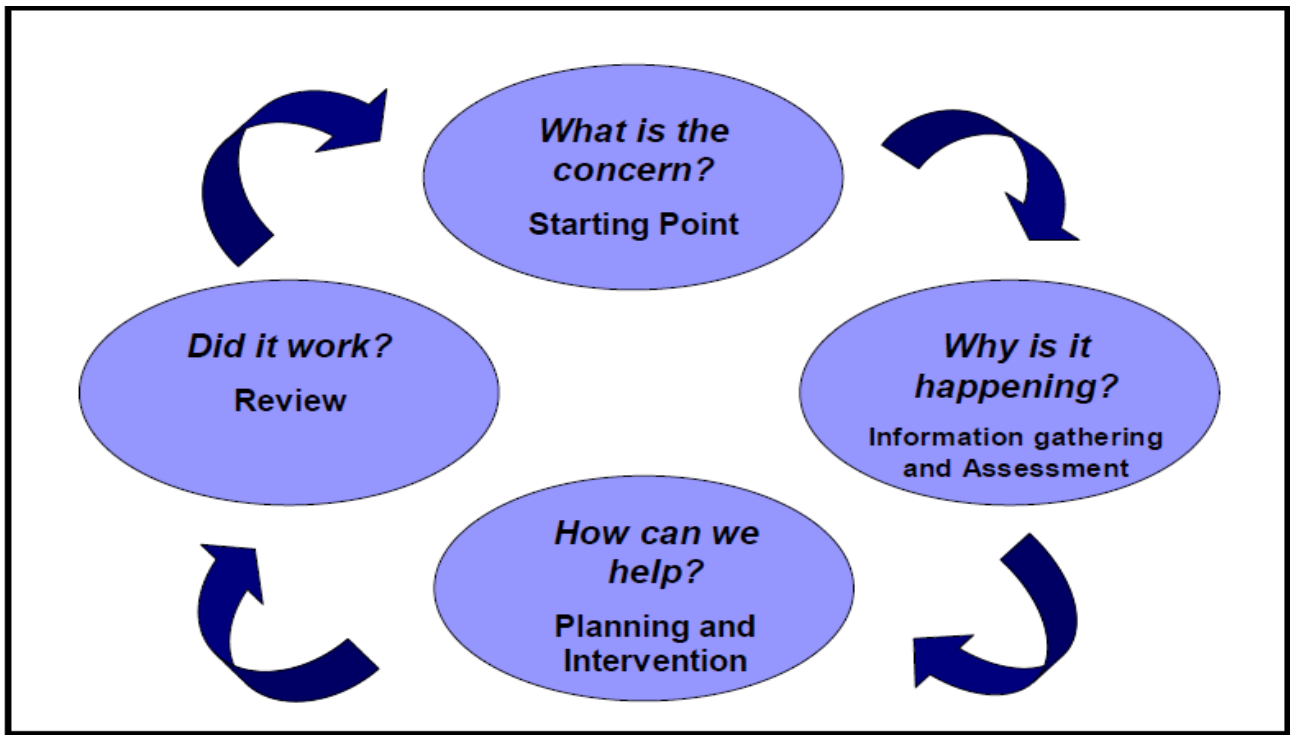 What is the
concern?
Starting Point
Why is it
happening?
Information gathering
and Assessment
How can we
help?
Planning and
Intervention
Did it work?
Review